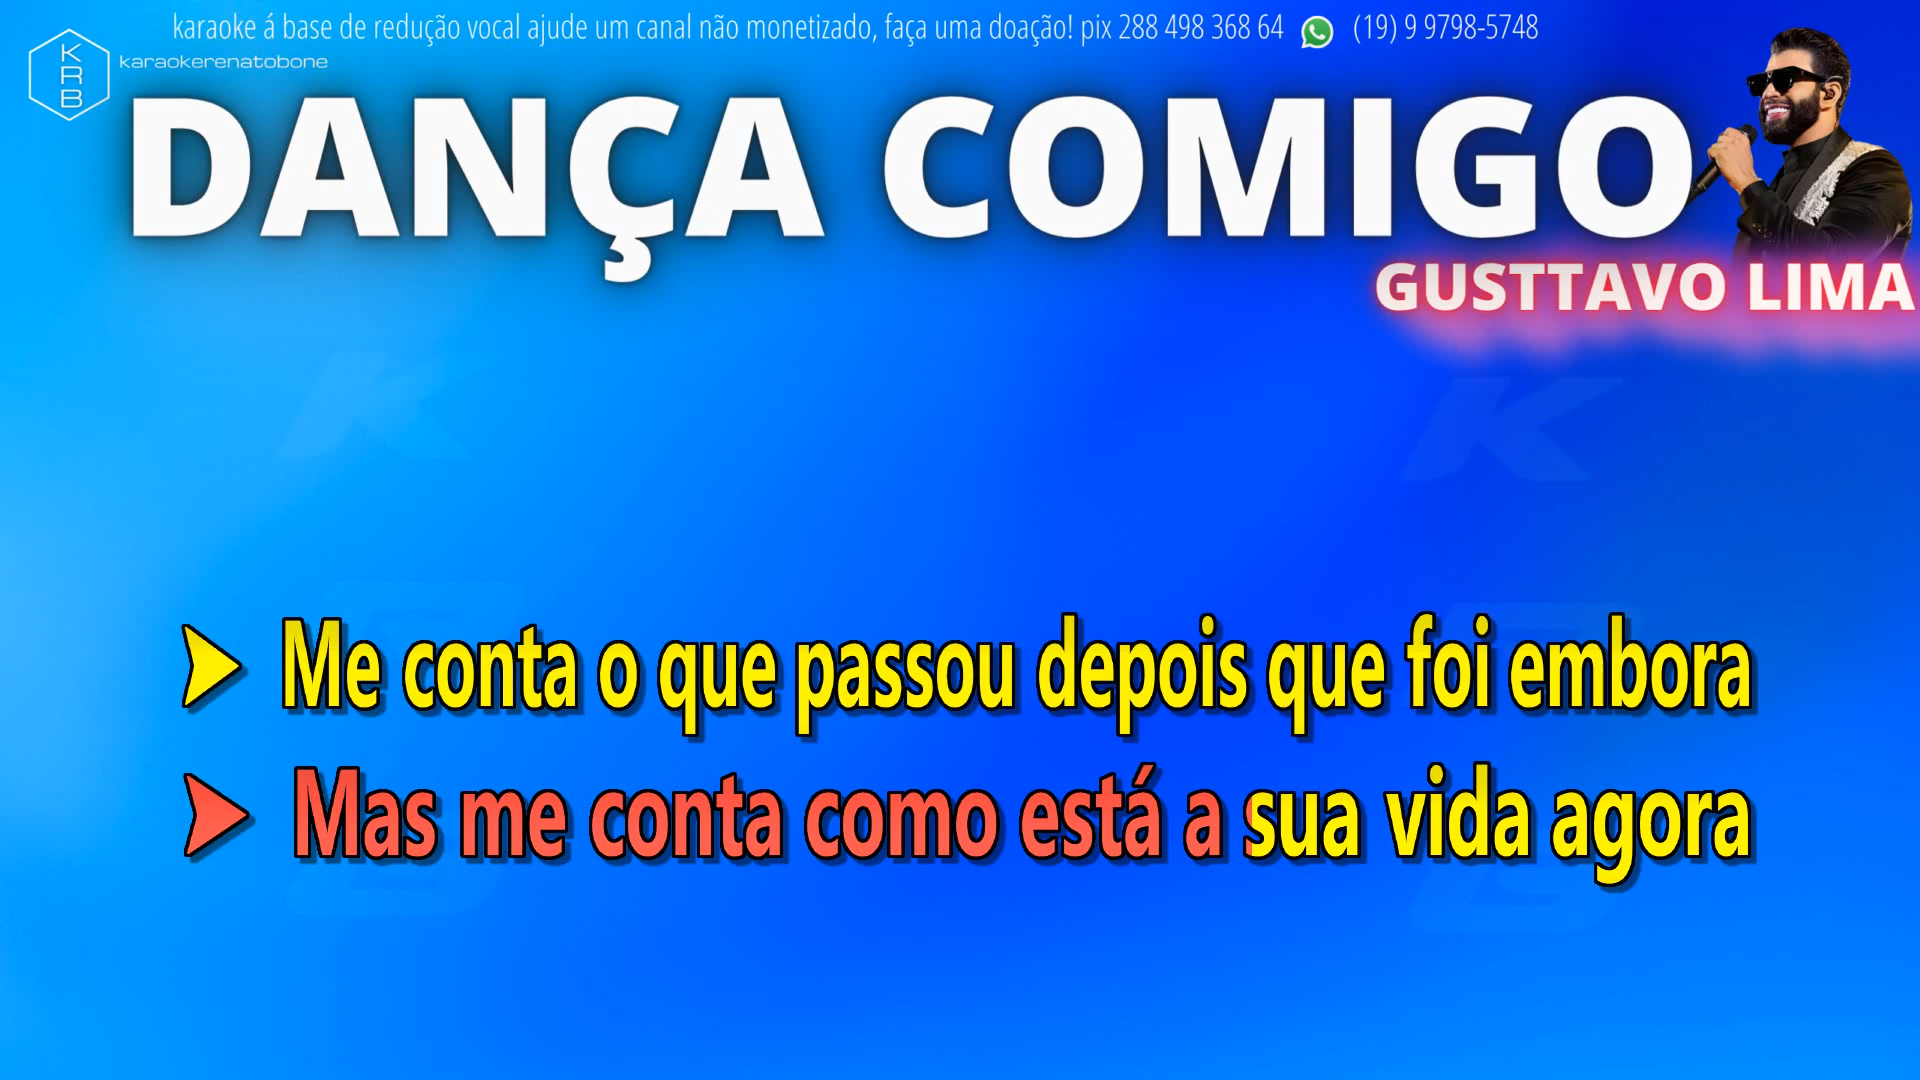 karaoke á base de redução vocal ajude um canal não monetizado, faça uma doação! pix 288 498 368 64 (19) 9 9798-5748
KRB
karaokerenatobone
DANÇA COMIGO
GUSTTAVO LIMA
Me conta o que passou depois que foi embora
Mas me conta como está a sua vida agora